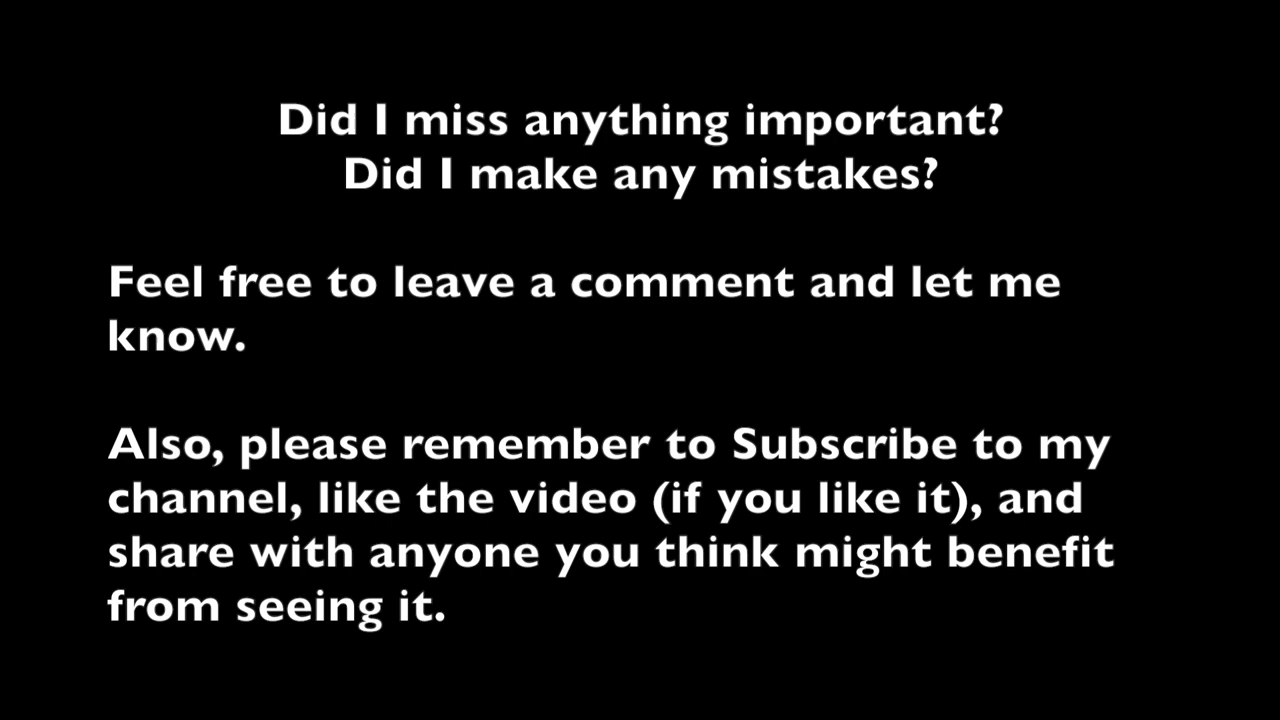 Did I miss anything important?
Did I make any mistakes?
Feel free to leave a comment and let me
know.
Also, please remember to Subscribe to my
channel, like the video (if you like it), and
share with anyone you think might benefit
from seeing it.